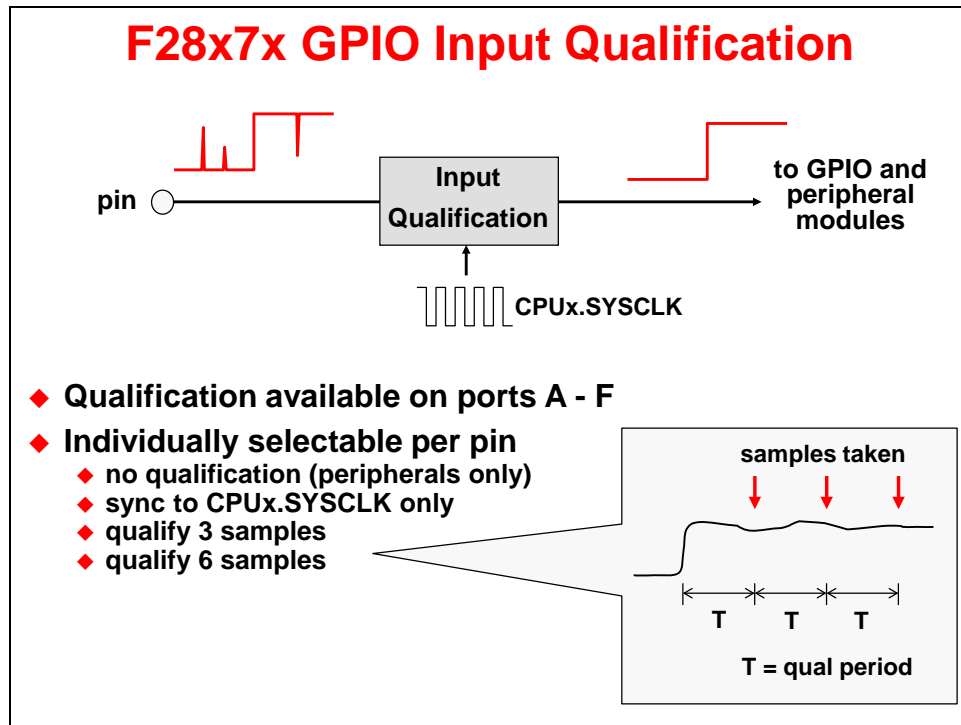 F28x7x GPIO Input Qualification
pin
Input
Qualification
to GPIO and
peripheral
modules
CPUx.SYSCLK
Qualification available on ports A - F
Individually selectable per pin
no qualification (peripherals only)
sync to CPUx.SYSCLK only
qualify 3 samples
qualify 6 samples
samples taken
T T T
T = qual period